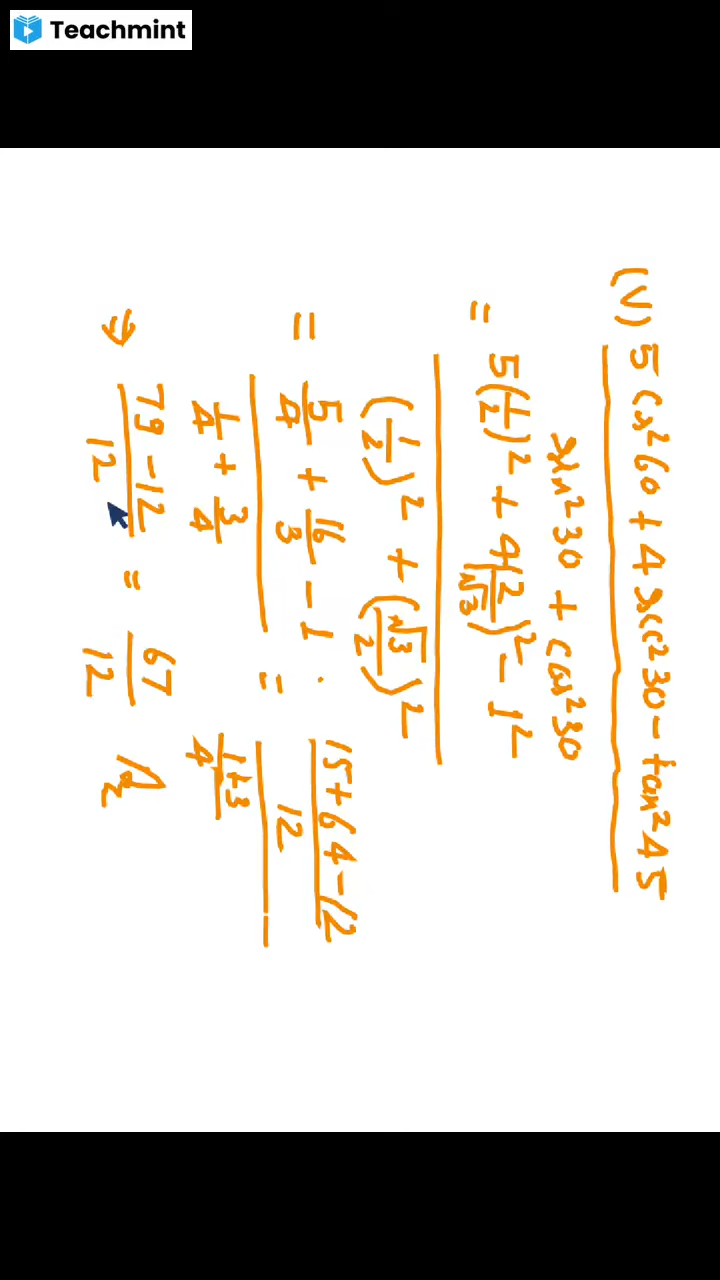 Teachmint
(V) 5 cos²60 + 4 sec²30 - tan²45
sin²30 + cos²30
= 5(1/2)² + 4(2/√3)² - 1²
(1/2)² + (√3/2)²
= 5/4 + 16/3 - 1 . = 15+64-12/12
1/4 + 3/4 1+3/4
→ 79-12/12 = 67/12